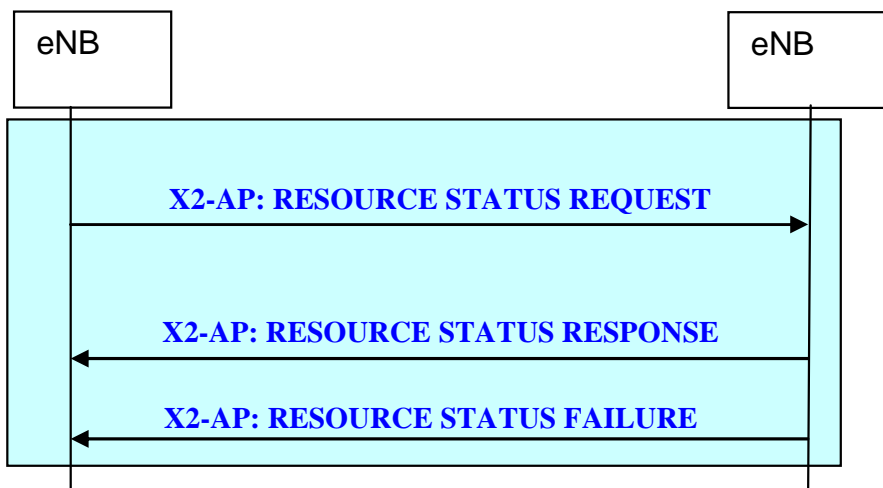 eNB
eNB
X2-AP: RESOURCE STATUS REQUEST
X2-AP: RESOURCE STATUS RESPONSE
X2-AP: RESOURCE STATUS FAILURE